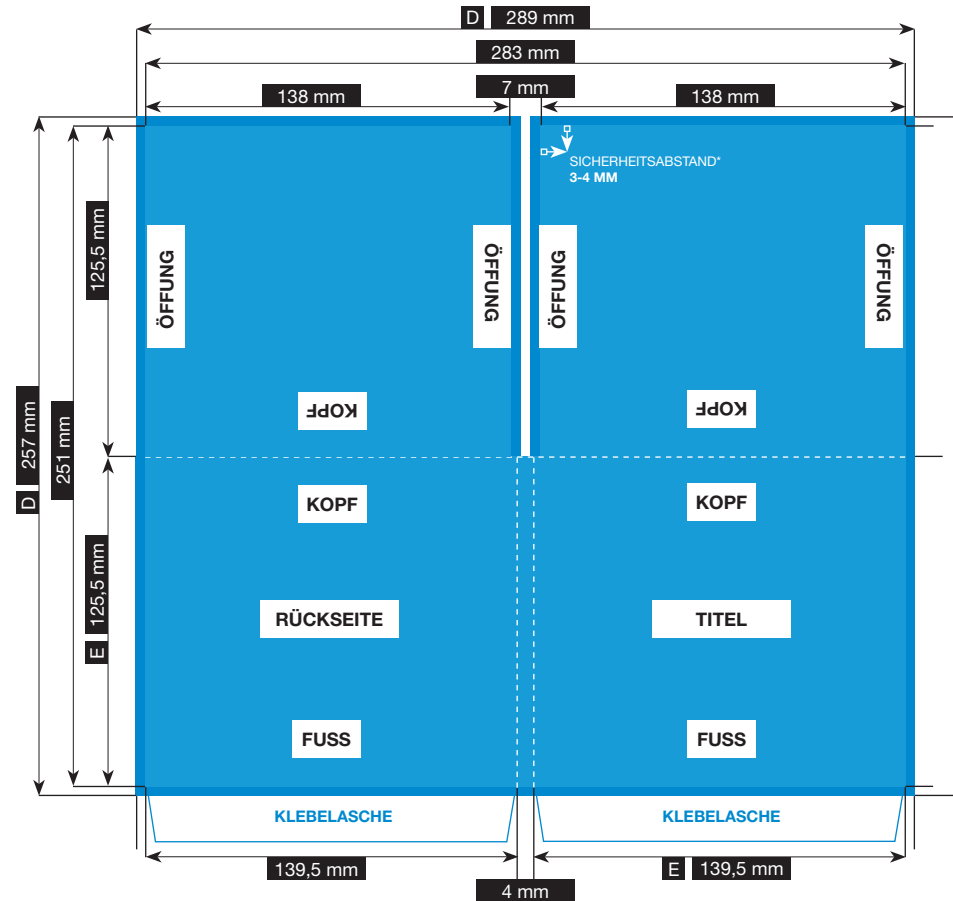 D 289 mm
283 mm
7 mm
138 mm
138 mm
SICHERHEITSABSTAND*
3-4 MM
125,5 mm
ÖFFUNG
ÖFFUNG
ÖFFUNG
ÖFFUNG
KOPF
KOPF
D 257 mm
251 mm
KOPF
KOPF
E 125,5 mm
RÜCKSEITE
TITEL
FUSS
FUSS
KLEBELASCHE
KLEBELASCHE
139,5 mm
E 139,5 mm
4 mm